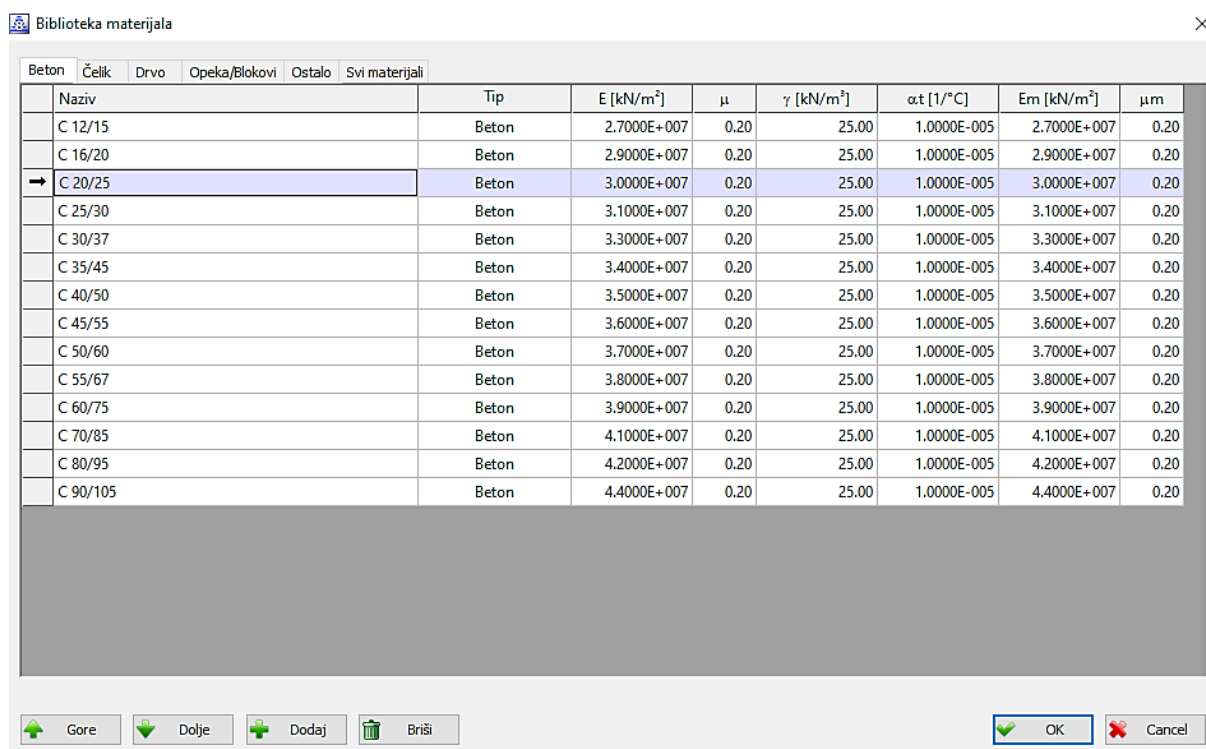 Biblioteka materijala
Beton Čelik Drvo Opeka/Blokovi Ostalo Svi materijali
Naziv Tip E [kN/m²] μ γ [kN/m³] αt [1/°C] Em [kN/m²] μm
C 12/15 Beton 2.7000E+007 0.20 25.00 1.0000E-005 2.7000E+007 0.20
C 16/20 Beton 2.9000E+007 0.20 25.00 1.0000E-005 2.9000E+007 0.20
C 20/25 Beton 3.0000E+007 0.20 25.00 1.0000E-005 3.0000E+007 0.20
C 25/30 Beton 3.1000E+007 0.20 25.00 1.0000E-005 3.1000E+007 0.20
C 30/37 Beton 3.3000E+007 0.20 25.00 1.0000E-005 3.3000E+007 0.20
C 35/45 Beton 3.4000E+007 0.20 25.00 1.0000E-005 3.4000E+007 0.20
C 40/50 Beton 3.5000E+007 0.20 25.00 1.0000E-005 3.5000E+007 0.20
C 45/55 Beton 3.6000E+007 0.20 25.00 1.0000E-005 3.6000E+007 0.20
C 50/60 Beton 3.7000E+007 0.20 25.00 1.0000E-005 3.7000E+007 0.20
C 55/67 Beton 3.8000E+007 0.20 25.00 1.0000E-005 3.8000E+007 0.20
C 60/75 Beton 3.9000E+007 0.20 25.00 1.0000E-005 3.9000E+007 0.20
C 70/85 Beton 4.1000E+007 0.20 25.00 1.0000E-005 4.1000E+007 0.20
C 80/95 Beton 4.2000E+007 0.20 25.00 1.0000E-005 4.2000E+007 0.20
C 90/105 Beton 4.4000E+007 0.20 25.00 1.0000E-005 4.4000E+007 0.20
Gore Dolje Dodaj Briši OK Cancel